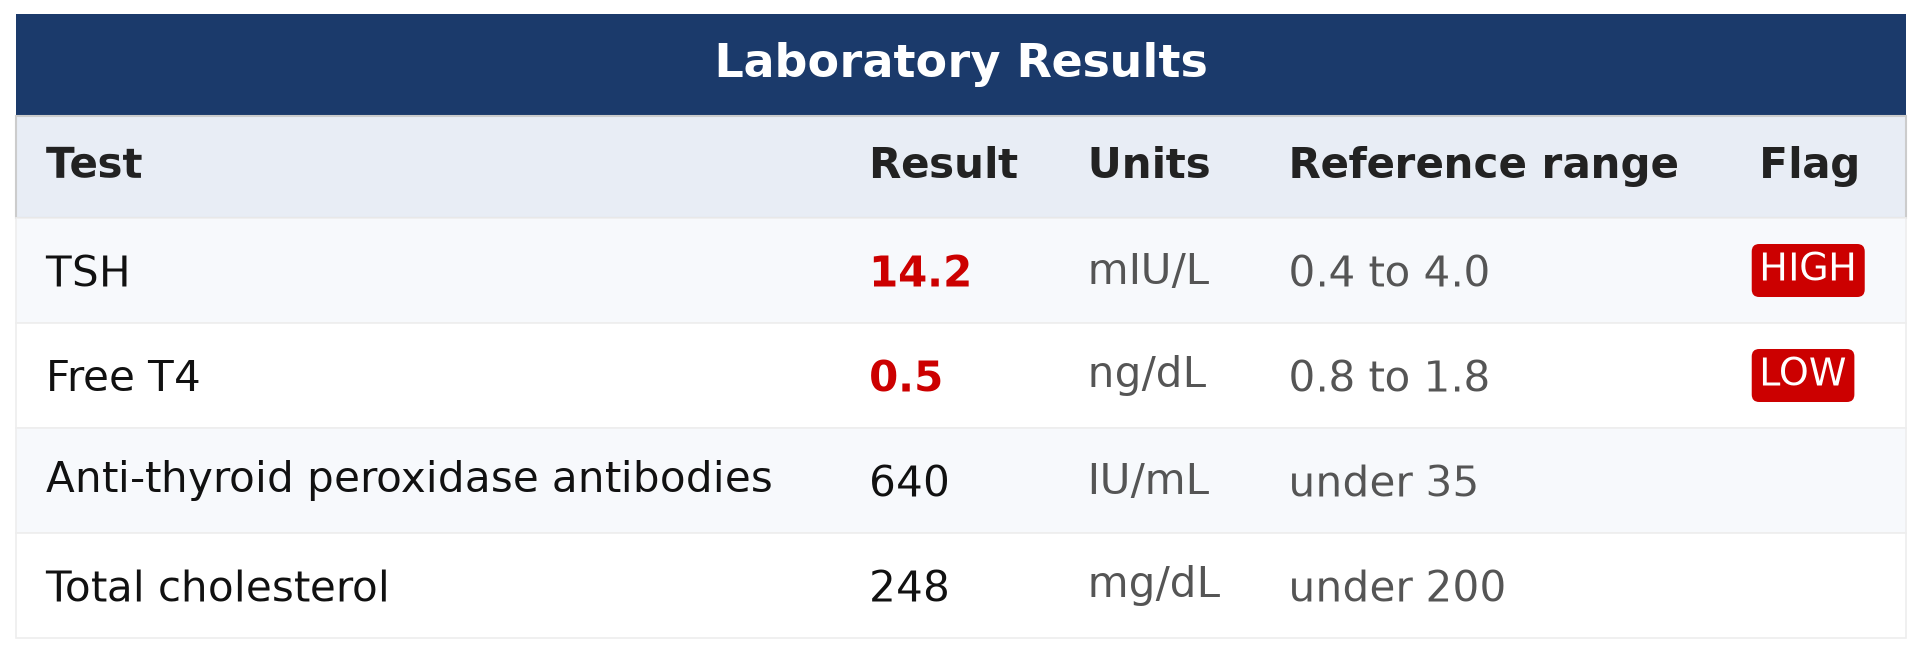 Laboratory Results
Test Result Units Reference range Flag
TSH 14.2 mIU/L 0.4 to 4.0 HIGH
Free T4 0.5 ng/dL 0.8 to 1.8 LOW
Anti-thyroid peroxidase antibodies 640 IU/mL under 35
Total cholesterol 248 mg/dL under 200